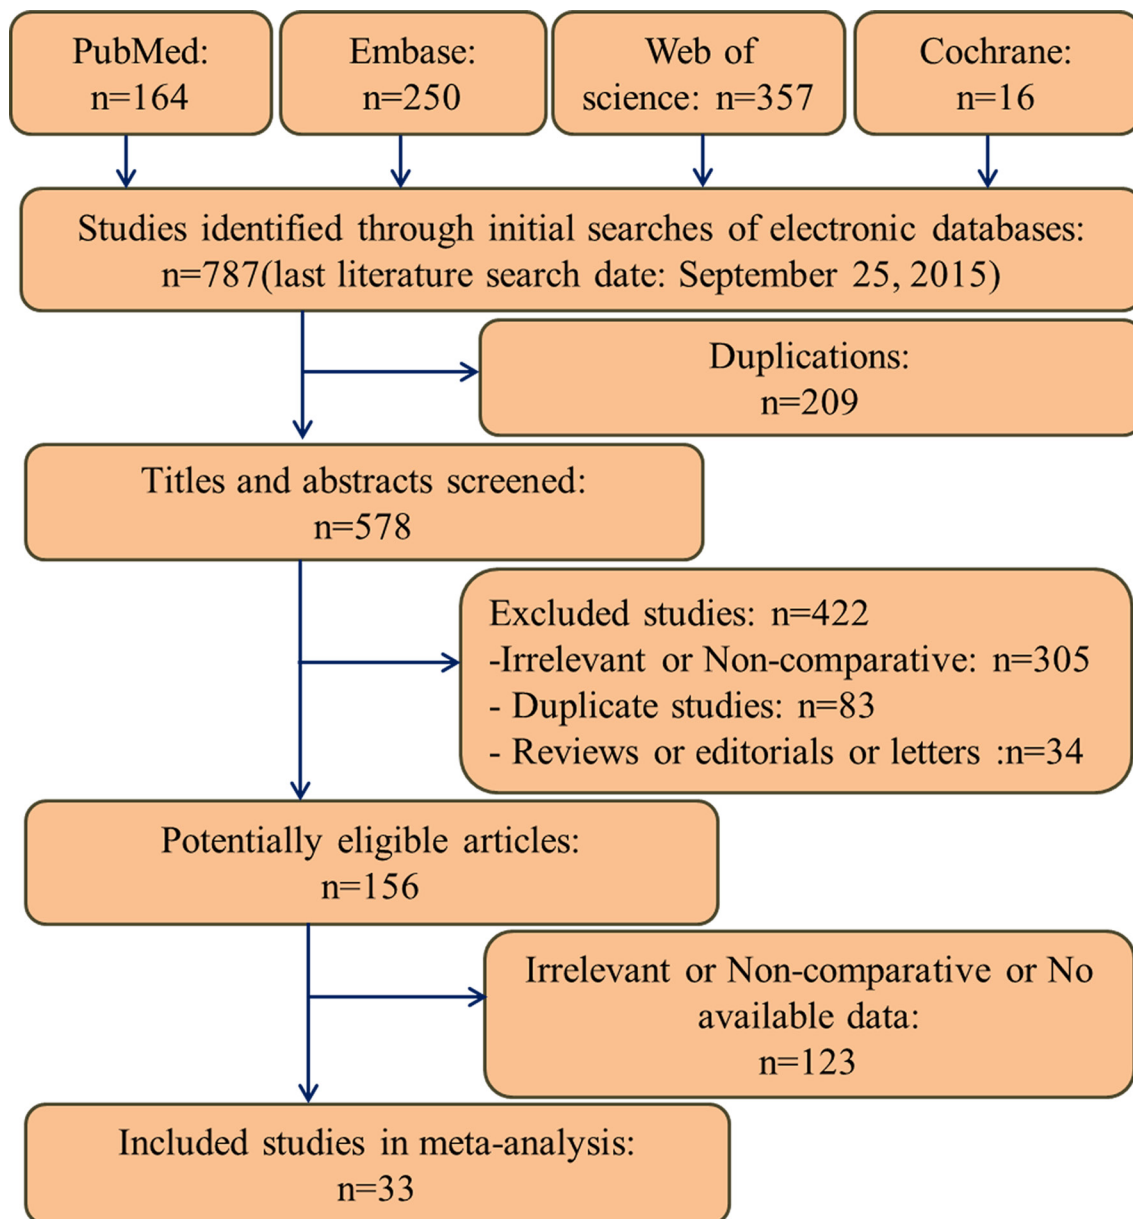 PubMed:
n=164
Embase:
n=250
Web of
science: n=357
Cochrane:
n=16
Studies identified through initial searches of electronic databases:
n=787(last literature search date: September 25, 2015)
Duplications:
n=209
Titles and abstracts screened:
n=578
Excluded studies: n=422
-Irrelevant or Non-comparative: n=305
- Duplicate studies: n=83
- Reviews or editorials or letters :n=34
Potentially eligible articles:
n=156
Irrelevant or Non-comparative or No
available data:
n=123
Included studies in meta-analysis:
n=33